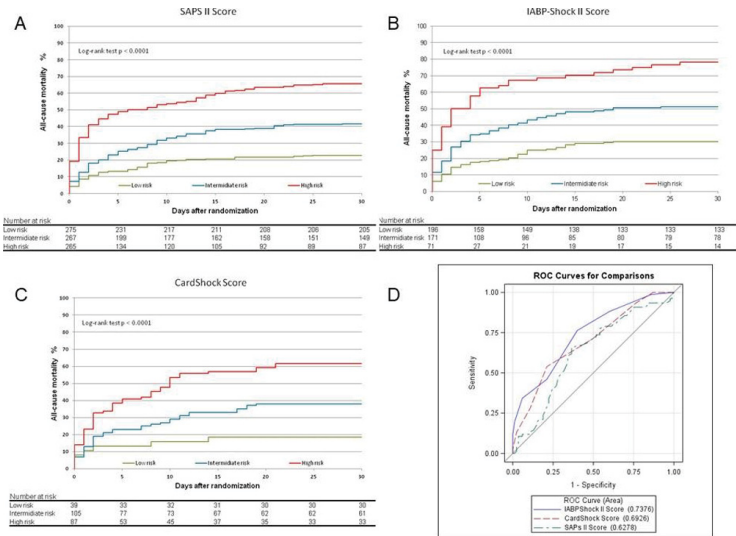 A
SAPS II Score
Log-rank test p < 0.0001
All-cause mortality %
100
90
80
70
60
50
40
30
20
10
0
Low risk Intermidiate risk High risk
0 5 10 15 20 25 30
Days after randomization
Number at risk
Low risk 275 231 217 211 208 206 205
Intermidiate risk 267 199 177 162 158 151 149
High risk 265 134 120 105 92 89 87
B
IABP-Shock II Score
Log-rank test p < 0.0001
All-cause mortality %
100
90
80
70
60
50
40
30
20
10
0
Low risk Intermidiate risk High risk
0 5 10 15 20 25 30
Days after randomization
Number at risk
Low risk 196 158 149 138 133 133 133
Intermidiate risk 171 108 96 85 80 79 78
High risk 71 27 21 19 17 15 14
C
CardShock Score
Log-rank test p < 0.0001
All-cause mortality %
100
90
80
70
60
50
40
30
20
10
0
Low risk Intermidiate risk High risk
0 5 10 15 20 25 30
Days after randomization
Number at risk
Low risk 39 33 32 31 30 30 30
Intermidiate risk 105 77 73 67 62 62 61
High risk 87 53 45 37 35 33 33
D
ROC Curves for Comparisons
Sensitivity
1.00
0.75
0.50
0.25
0.00
0.00 0.25 0.50 0.75 1.00
1 - Specificity
ROC Curve (Area)
IABPShock II Score (0.7376)
CardShock Score (0.6926)
SAPs II Score (0.6278)